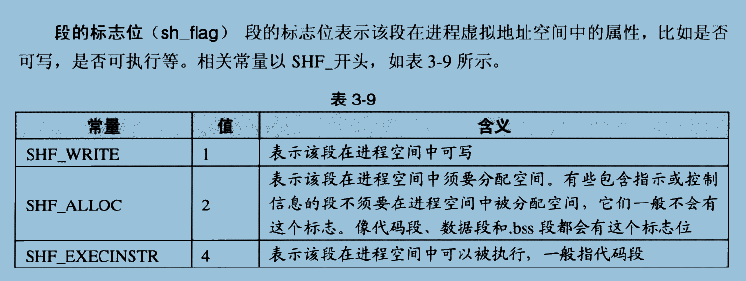 段的标志位（sh_flag） 段的标志位表示该段在进程虚拟地址空间中的属性，比如是否
可写，是否可执行等。相关常量以 SHF_开头，如表 3-9 所示。
表 3-9
常量 值 含义
SHF_WRITE 1 表示该段在进程空间中可写
SHF_ALLOC 2 表示该段在进程空间中须要分配空间。有些包含指示或控制
信息的段不须要在进程空间中被分配空间，它们一般不会有
这个标志。像代码段、数据段和.bss 段都会有这个标志位
SHF_EXECINSTR 4 表示该段在进程空间中可以被执行，一般指代码段